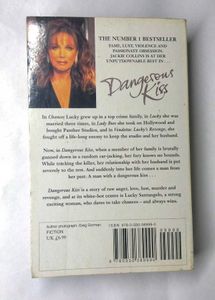 THE NUMBER 1 BESTSELLER
FAME, LUST, VIOLENCE AND
PASSIONATE OBSESSION.
JACKIE COLLINS AT HER
UNPUTDOWNABLE BEST IN . . .
Dangerous
Kiss
In Chances Lucky grew up in a top crime family, in Lucky she was
married three times, in Lady Boss she took on Hollywood and
bought Panther Studios, and in Vendetta: Lucky's Revenge, she
fought off a life-long enemy to keep the studio and her husband.
Now, in Dangerous Kiss, when a member of her family is brutally
gunned down in a random car-jacking, her fury knows no bounds.
While tracking the killer, her relationship with her husband is put
severely to the test. And suddenly into her life comes a man from
her past. A man with a dangerous kiss . . .
Dangerous Kiss is a story of raw anger, love, lust, murder and
revenge, and at its white-hot centre is Lucky Santangelo, a strong
exciting woman, who dares to take chances – and always wins.
Author photograph: Greg Gorman
FICTION
UK
ISBN